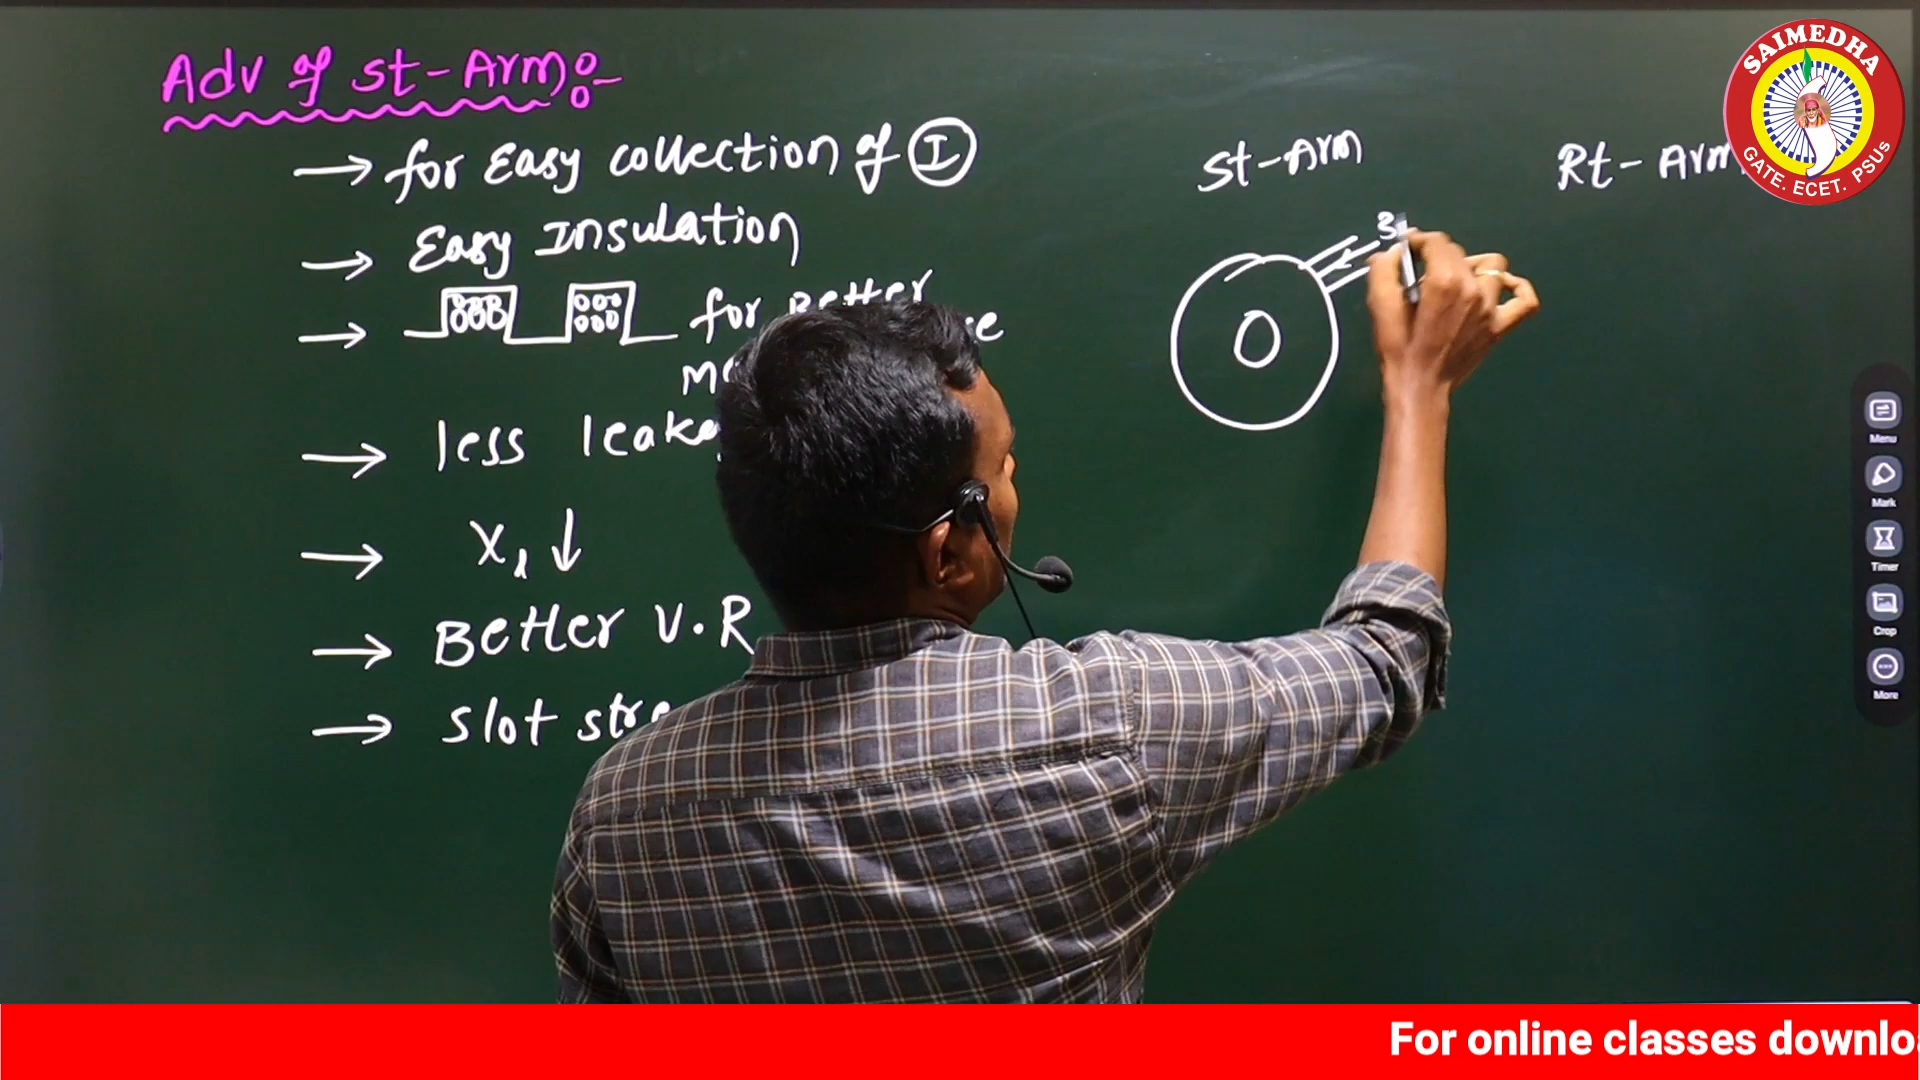 Adv of st-Arm:-
→ for Easy collection of I
→ Easy Insulation
→ for Better
→ less
→ Xl ↓
→ Better V.R
→ slot
St-Arm
Rt-Arm
3
SAIMEDHA
GATE. ECET. PSUs
Menu
Mark
Timer
Crop
More
For online classes downlo